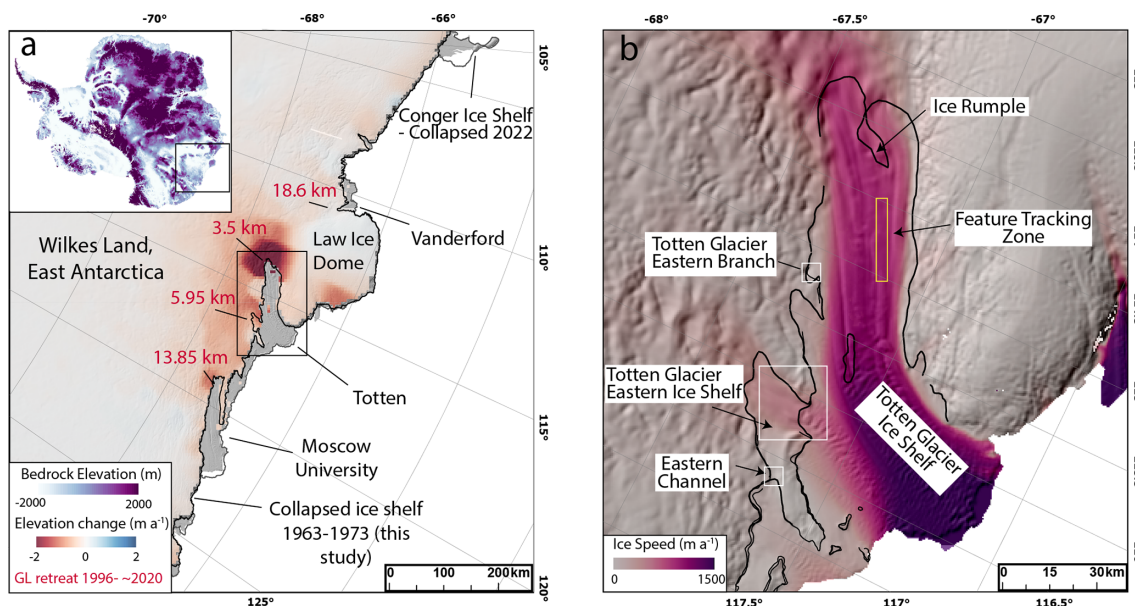 -70°
-68°
-66°
a
105°
Conger Ice Shelf
- Collapsed 2022
18.6 km
3.5 km
Vanderford
Law Ice
Dome
Wilkes Land,
East Antarctica
110°
5.95 km
13.85 km
Totten
115°
Moscow
University
Collapsed ice shelf
1963-1973 (this
study)
Bedrock Elevation (m)
-2000
2000
Elevation change (m a⁻¹)
-2
0
2
GL retreat 1996- ~2020
0
100
200km
120°
125°
-68°
-67.5°
-67°
b
Ice Rumple
Feature Tracking
Zone
Totten Glacier
Eastern Branch
Totten Glacier
Eastern Ice Shelf
Totten Glacier
Ice Shelf
Eastern
Channel
Ice Speed (m a⁻¹)
0
1500
0
15
30km
117.5°
117°
116.5°